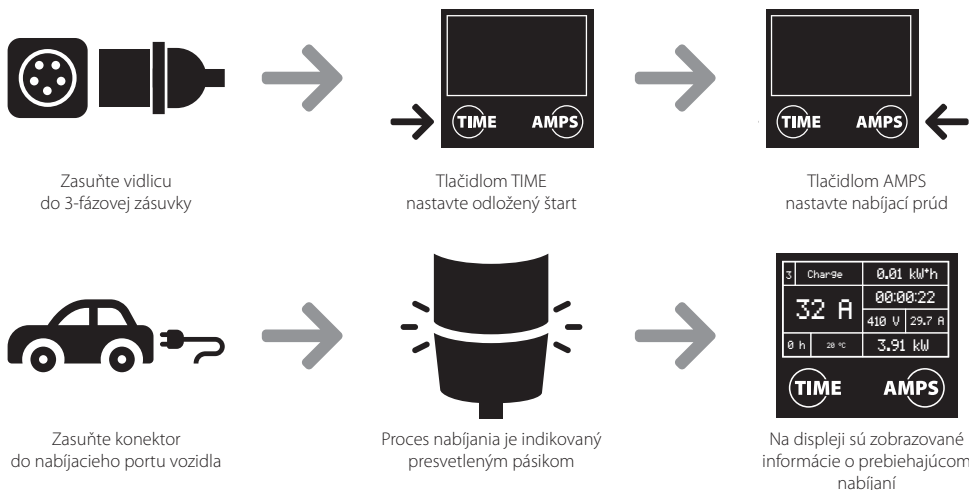 TIME AMPS
TIME AMPS
Zasuňte vidlicu
do 3-fázovej zásuvky
Tlačidlom TIME
nastavte odložený štart
Tlačidlom AMPS
nastavte nabíjací prúd
3 Charge 0.01 kW*h
32 A 00:00:22
410 V 29.7 A
0 h 20 °C 3.91 kW
TIME AMPS
Zasuňte konektor
do nabíjacieho portu vozidla
Proces nabíjania je indikovaný
presvetleným pásikom
Na displeji sú zobrazované
informácie o prebiehajúcom
nabíjaní